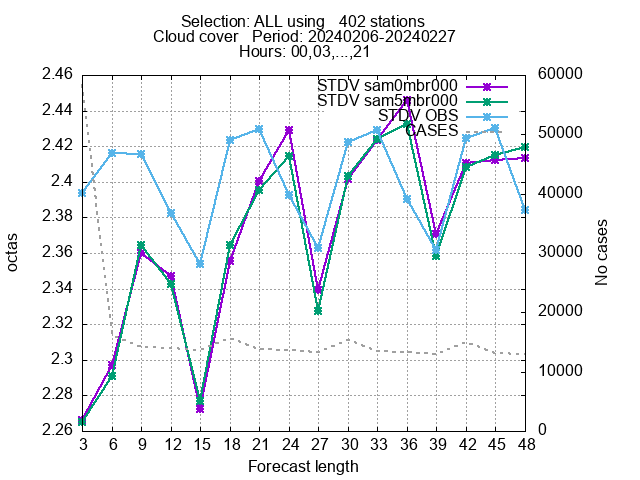 Selection: ALL using   402 stations
Cloud cover   Period: 20240206-20240227
Hours: 00,03,...,21
STDV sam0mbr000
STDV sam5mbr000
STDV OBS
CASES
2.46
2.44
2.42
2.4
2.38
2.36
2.34
2.32
2.3
2.28
2.26
octas
60000
50000
40000
30000
20000
10000
0
No cases
3 6 9 12 15 18 21 24 27 30 33 36 39 42 45 48
Forecast length